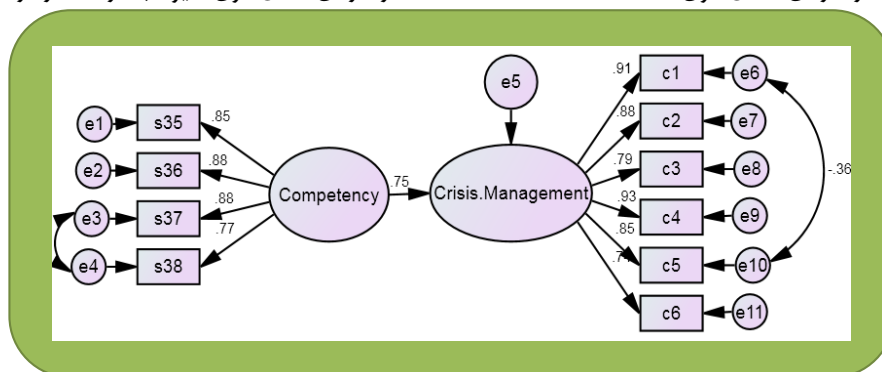 e5
.91 c1 e6
e1 s35 .85 .88 c2 e7
e2 s36 .88 .79 c3 e8 -.36
Competency .75 Crisis.Management
e3 s37 .88 .93 c4 e9
e4 s38 .77 .85 c5 e10
c6 e11